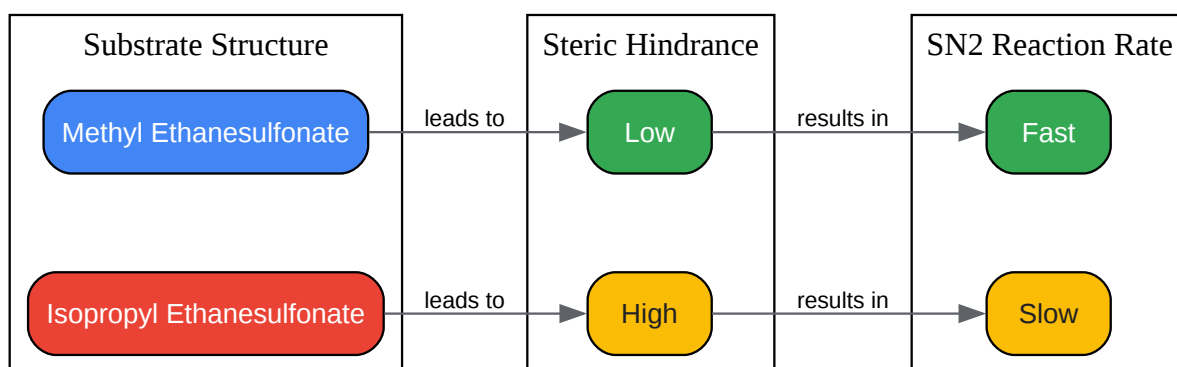 Substrate Structure
Steric Hindrance
SN2 Reaction Rate
Methyl Ethanesulfonate
leads to
Low
results in
Fast
Isopropyl Ethanesulfonate
leads to
High
results in
Slow